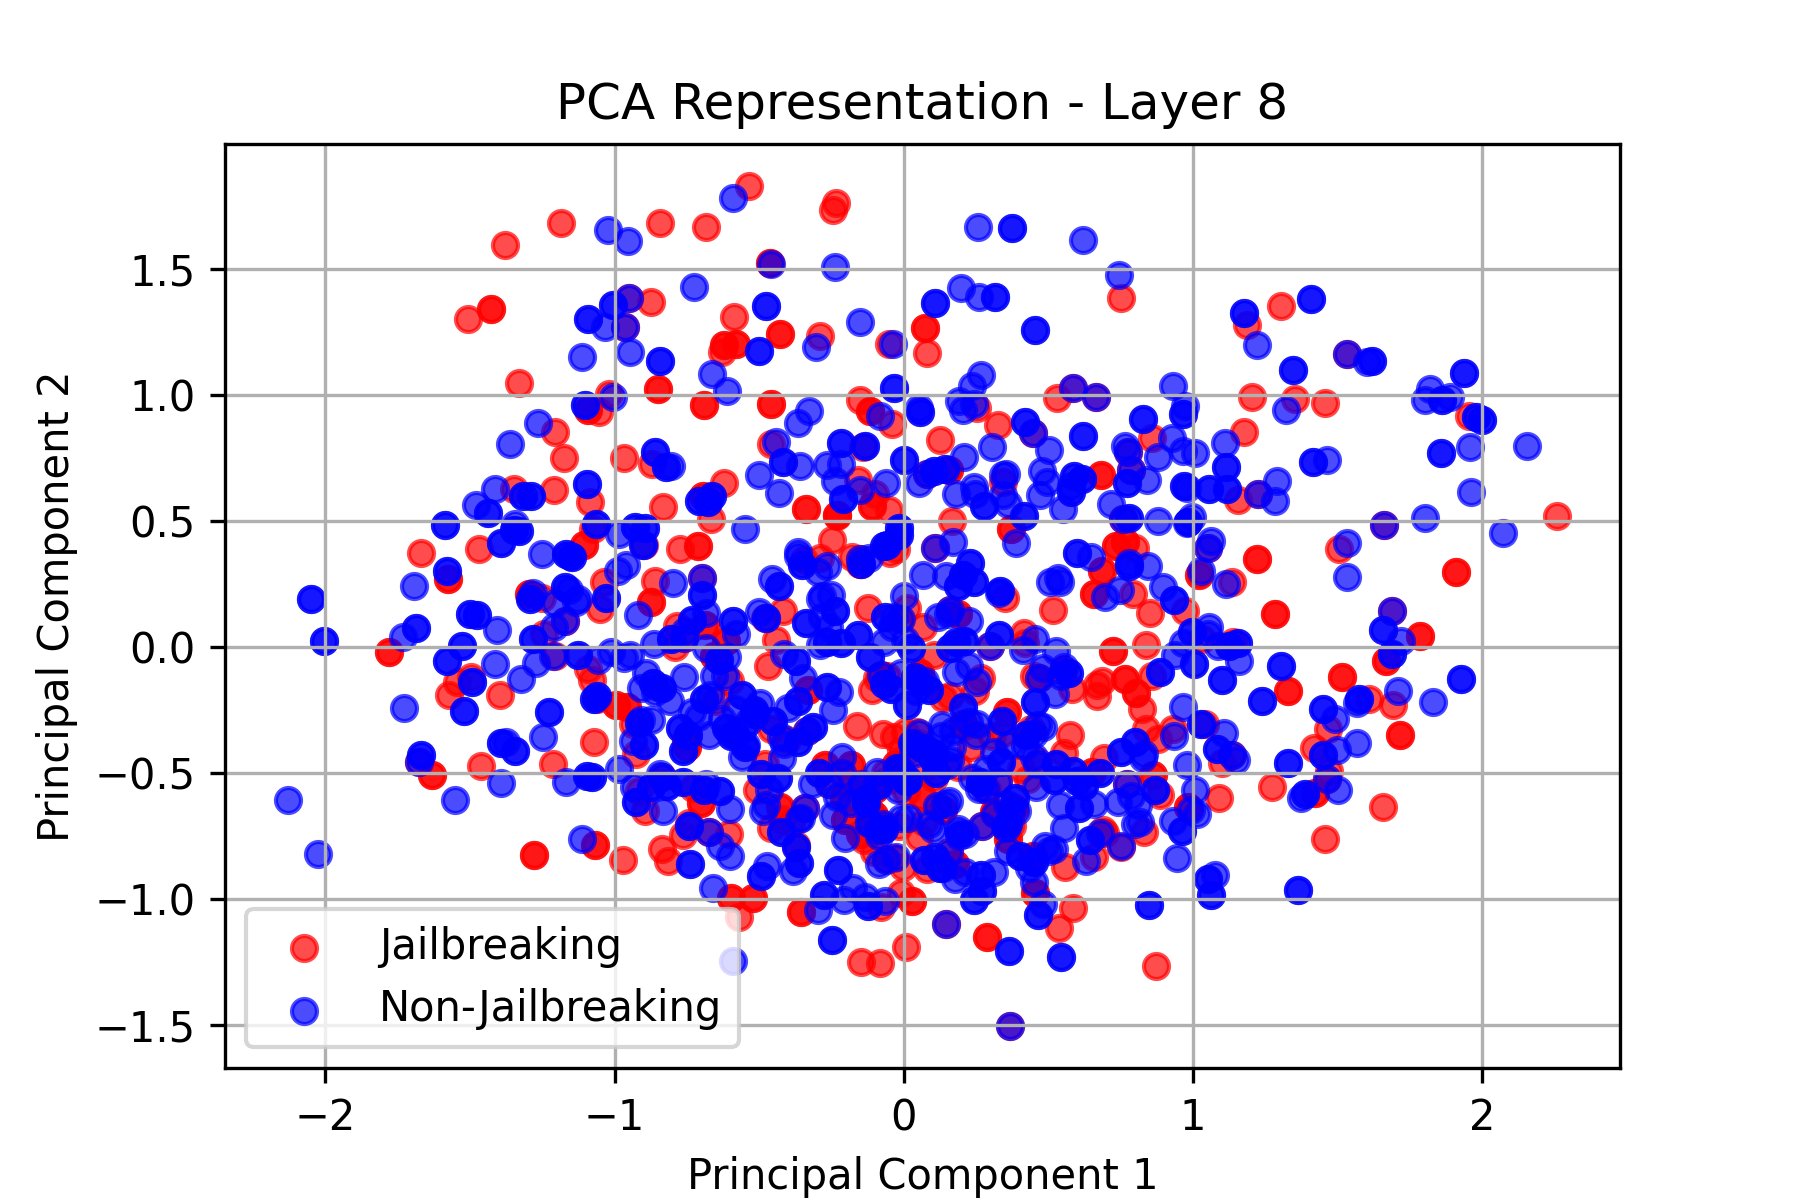 PCA Representation - Layer 8
Principal Component 2
1.5
1.0
0.5
0.0
−0.5
−1.0
−1.5
Jailbreaking
Non-Jailbreaking
−2
−1
0
1
2
Principal Component 1